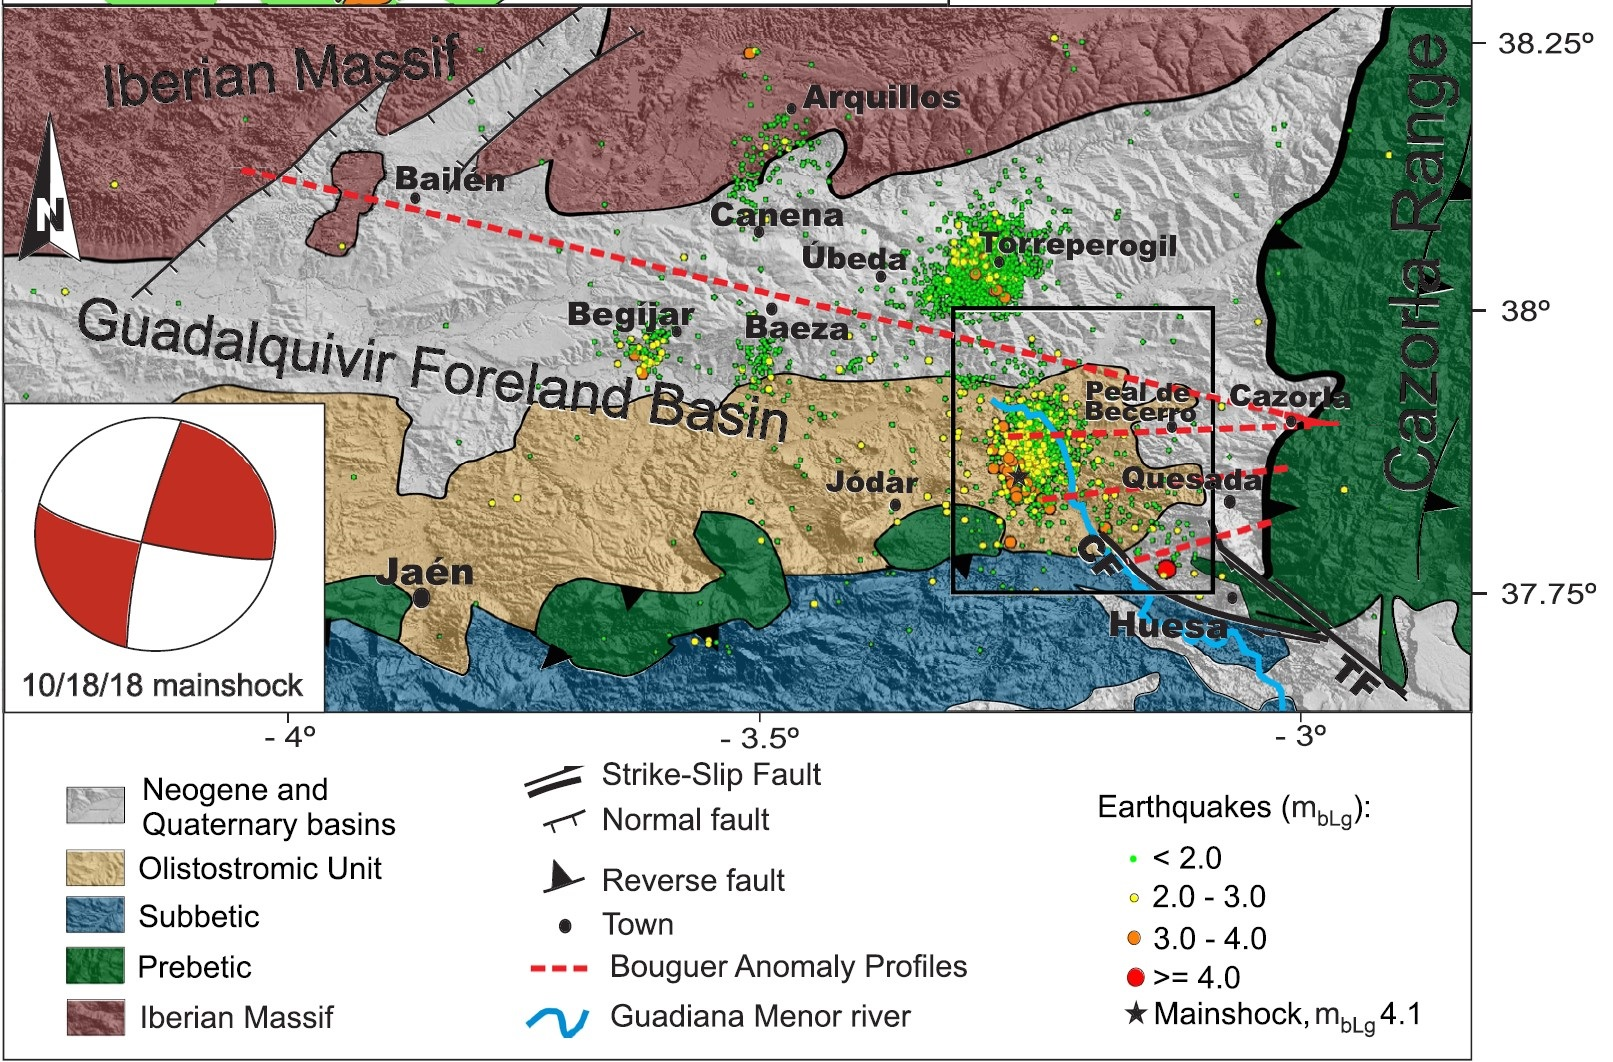 Iberian Massif
38.25º
Arquillos
Cazorla Range
N
Bailén
Canena
Úbeda
Torreperogil
Guadalquivir Foreland Basin
Begíjar
Baeza
38º
Peal de
Becerro
Cazorla
Jódar
Quesada
Jaén
CF
37.75º
Huesa
TF
10/18/18 mainshock
- 4º
- 3.5º
- 3º
Neogene and
Quaternary basins
Olistostromic Unit
Subbetic
Prebetic
Iberian Massif
Strike-Slip Fault
Normal fault
Reverse fault
Town
Bouguer Anomaly Profiles
Guadiana Menor river
Earthquakes (mbLg):
< 2.0
2.0 - 3.0
3.0 - 4.0
>= 4.0
Mainshock, mbLg 4.1